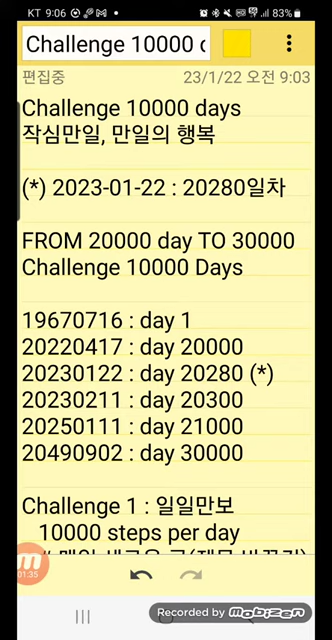 KT 9:06
83%
Challenge 10000
편집중
23/1/22 오전 9:03
Challenge 10000 days
작심만일, 만일의 행복
(*) 2023-01-22 : 20280일차
FROM 20000 day TO 30000
Challenge 10000 Days
19670716 : day 1
20220417 : day 20000
20230122 : day 20280 (*)
20230211 : day 20300
20250111 : day 21000
20490902 : day 30000
Challenge 1 : 일일만보
10000 steps per day
01:35
Recorded by mobizen